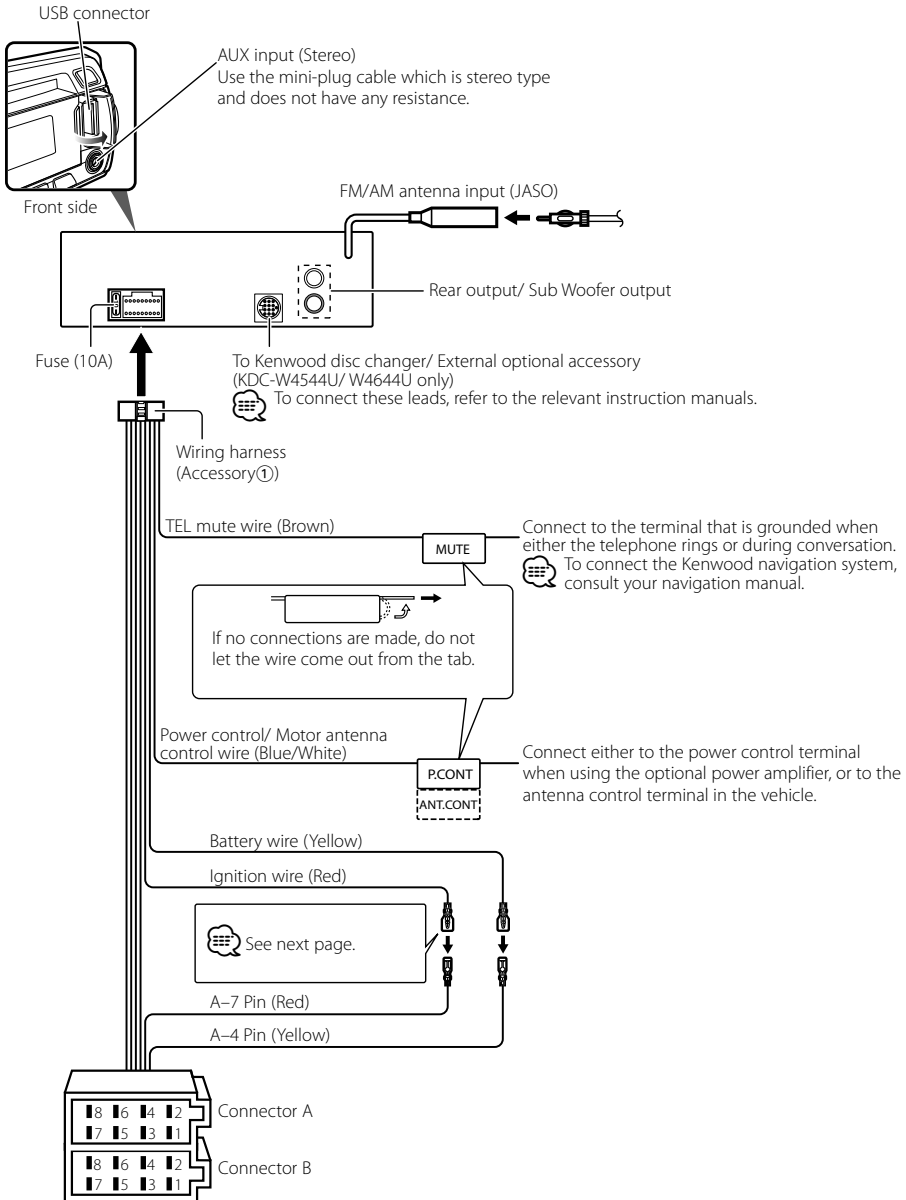 USB connector
AUX input (Stereo)
Use the mini-plug cable which is stereo type
and does not have any resistance.
Front side
FM/AM antenna input (JASO)
Rear output/ Sub Woofer output
Fuse (10A)
To Kenwood disc changer/ External optional accessory
(KDC-W4544U/ W4644U only)
To connect these leads, refer to the relevant instruction manuals.
Wiring harness
(Accessory①)
TEL mute wire (Brown)
MUTE
Connect to the terminal that is grounded when
either the telephone rings or during conversation.
To connect the Kenwood navigation system,
consult your navigation manual.
If no connections are made, do not
let the wire come out from the tab.
Power control/ Motor antenna
control wire (Blue/White)
P.CONT
ANT.CONT
Connect either to the power control terminal
when using the optional power amplifier, or to the
antenna control terminal in the vehicle.
Battery wire (Yellow)
Ignition wire (Red)
See next page.
A–7 Pin (Red)
A–4 Pin (Yellow)
8 6 4 2
7 5 3 1
Connector A
8 6 4 2
7 5 3 1
Connector B